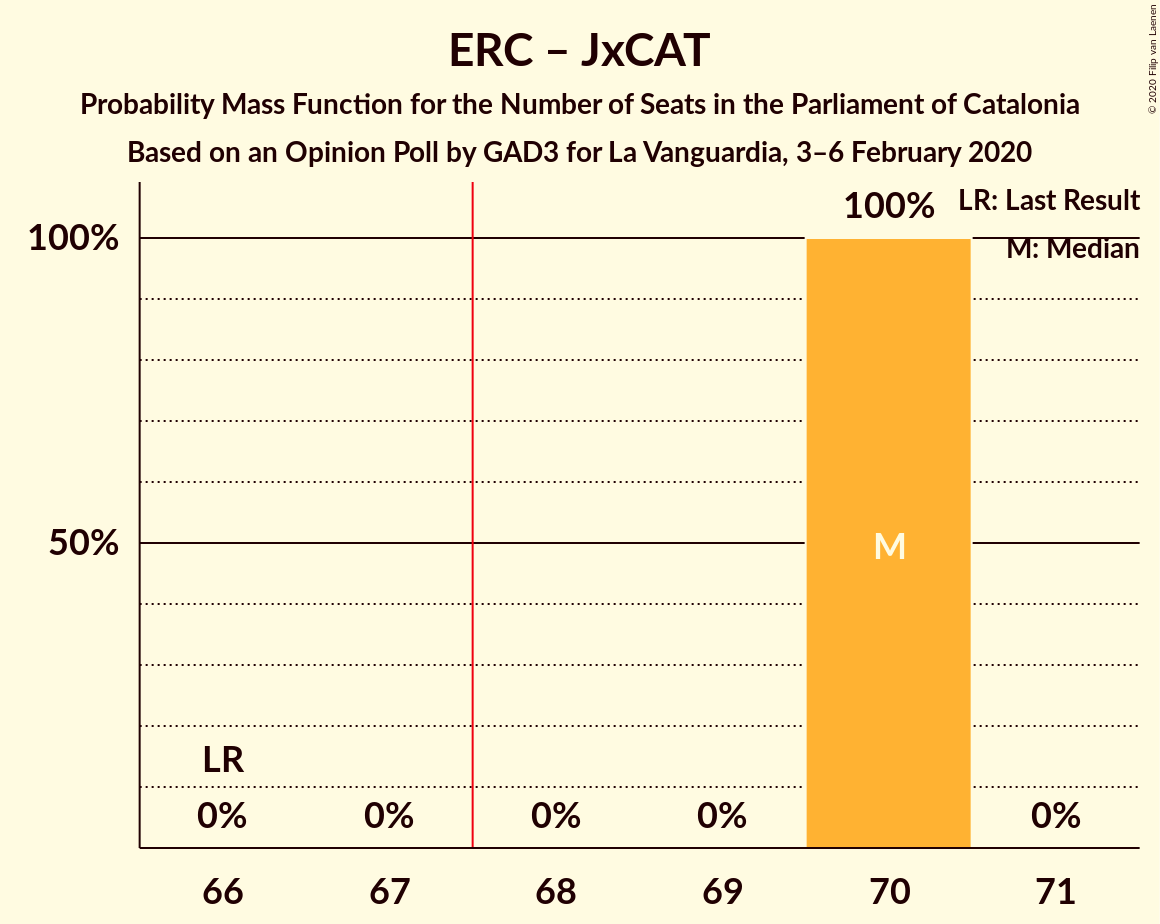 ERC – JxCAT
Probability Mass Function for the Number of Seats in the Parliament of Catalonia
Based on an Opinion Poll by GAD3 for La Vanguardia, 3–6 February 2020
© 2020 Filip van Laenen
LR: Last Result
M: Median
100%
50%
100%
M
LR
0%
0%
0%
0%
0%
66
67
68
69
70
71